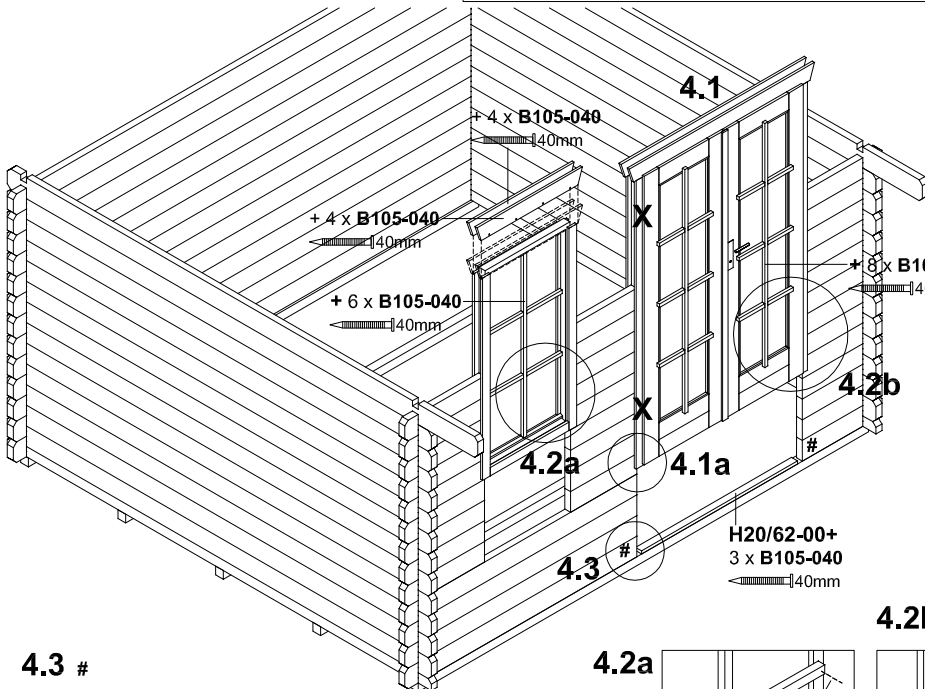 4.1
+ 4 x B105-040
40mm
+ 4 x B105-040
40mm
X
+ 6 x B105-040
40mm
+ 8 x
4.2b
X
4.2a
4.1a
#
H20/62-00+
3 x B105-040
40mm
4.3
#
4.3 #
4.2a